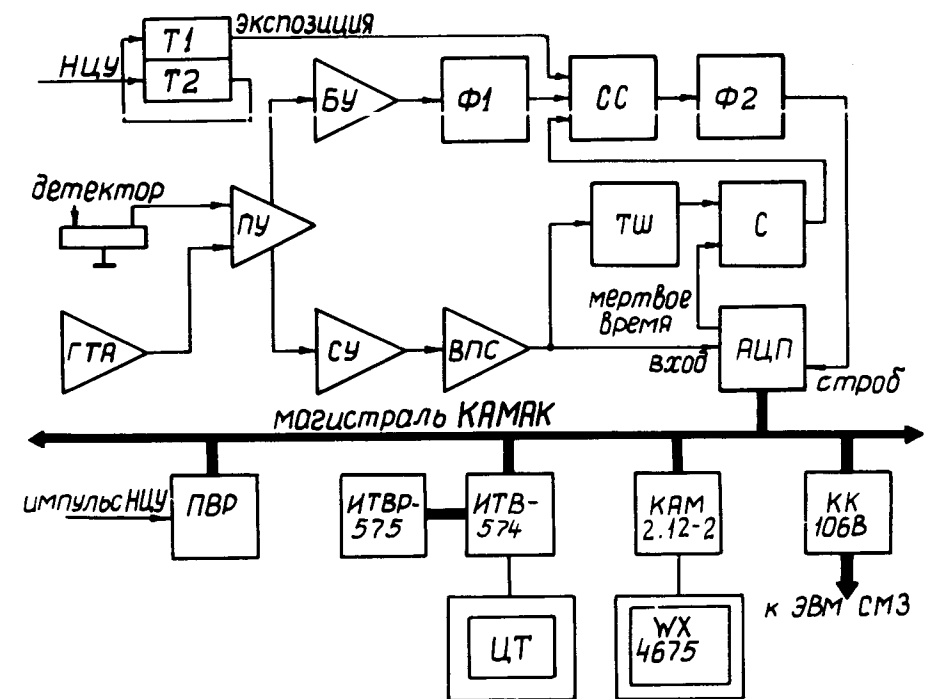 экспозиция
Т1
НЦУ
Т2
БУ
Ф1
СС
Ф2
детектор
ПУ
ТШ
С
мертвое
время
ГТА
СУ
ВПС
вход
АЦП
строб
магистраль КАМАК
импульс НЦУ
ПВР
ИТВР-
575
ИТВ-
574
КАМ
2.12-2
КК
106В
к ЭВМ СМ3
ЦТ
WX
4675